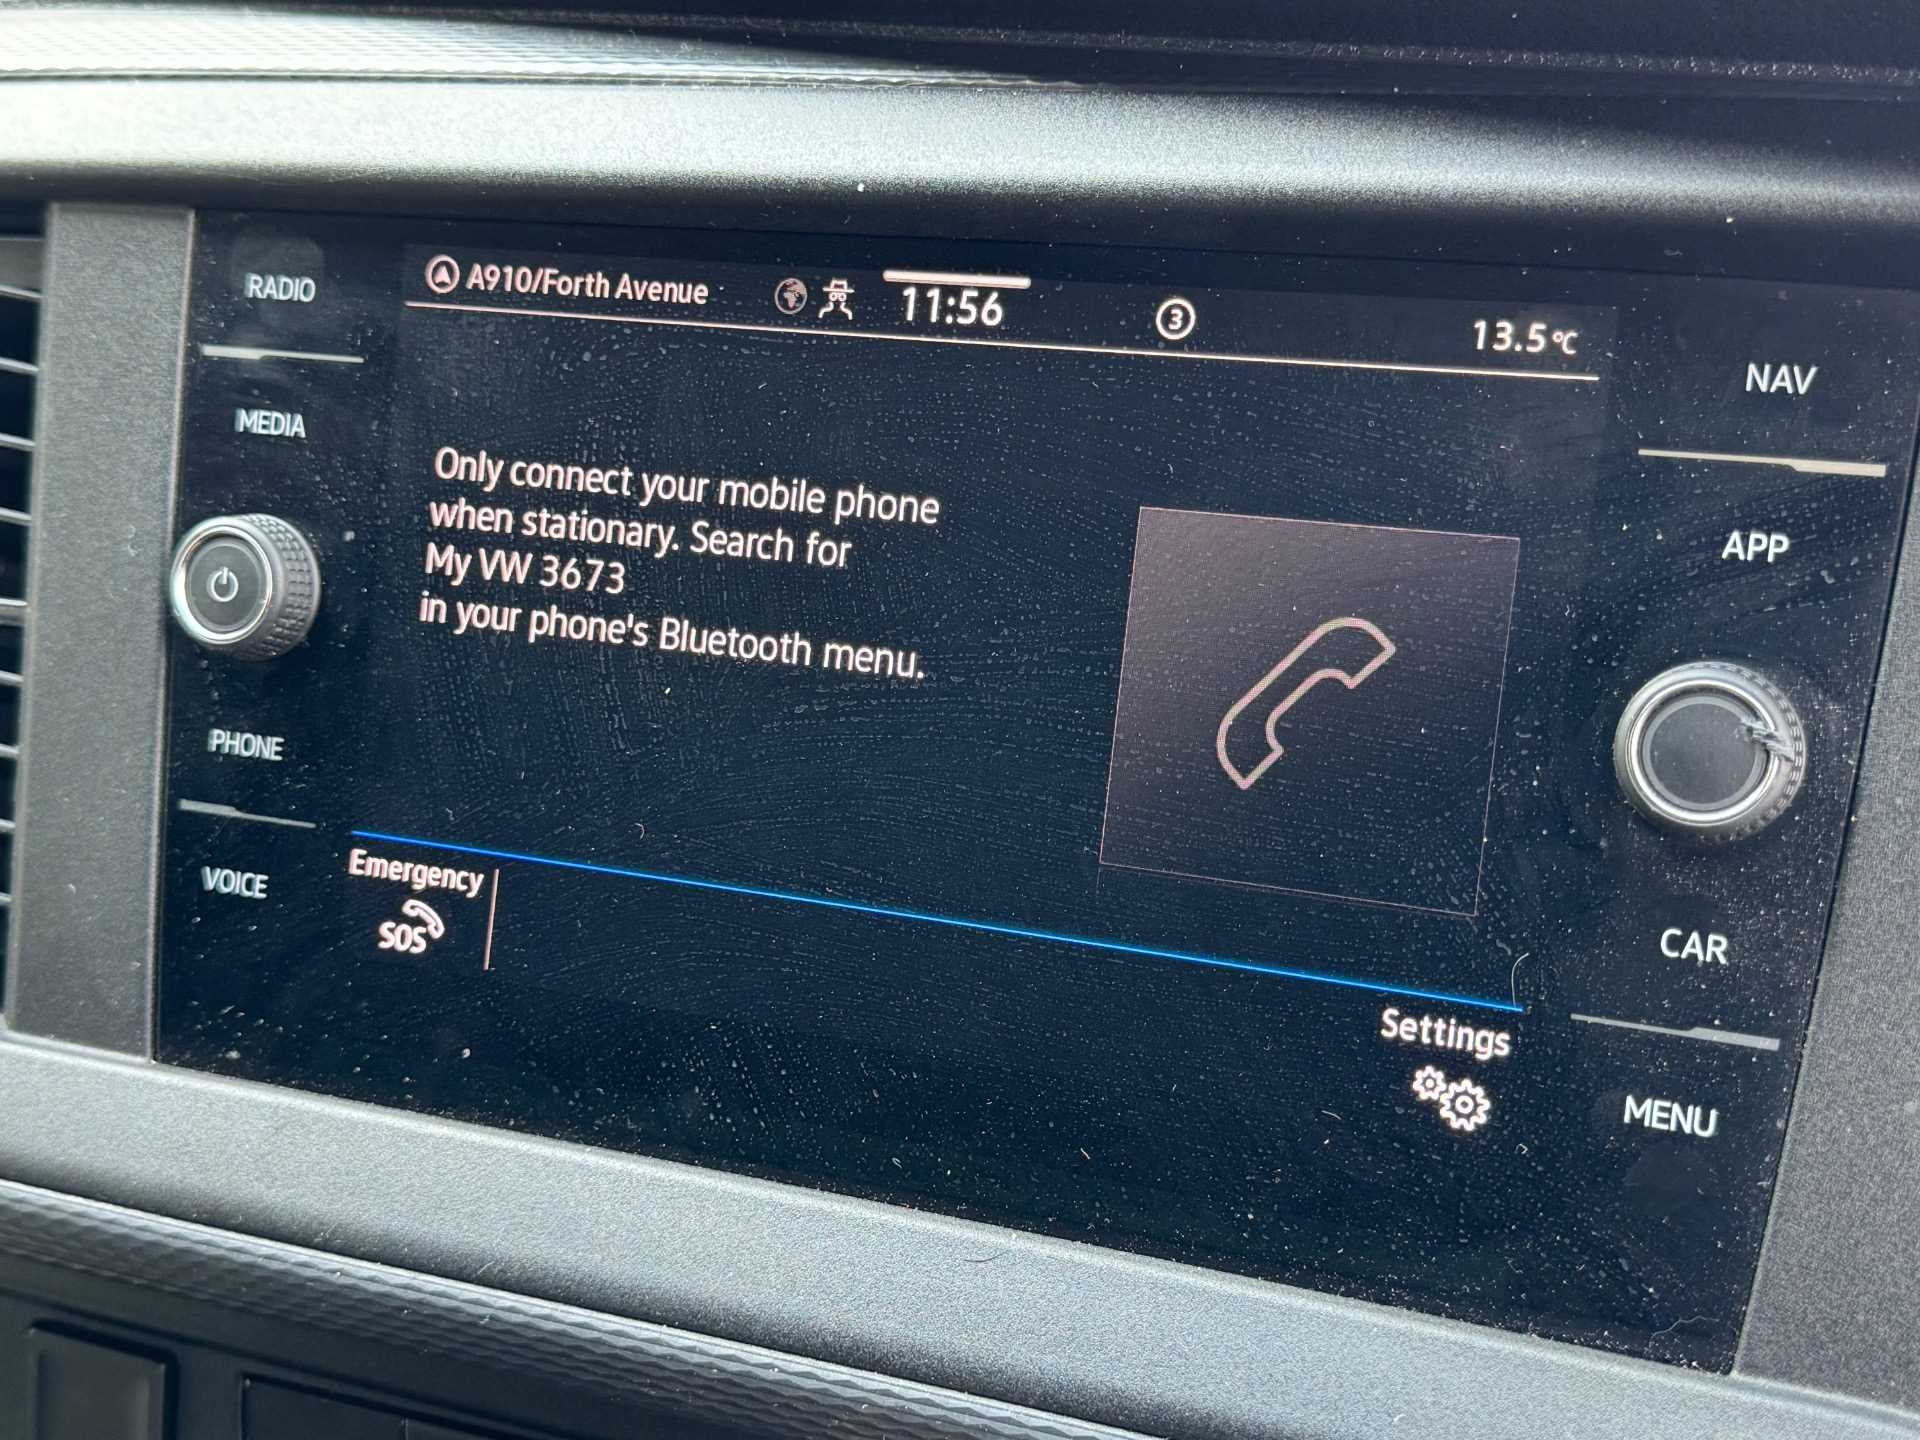 RADIO
MEDIA
PHONE
VOICE
A910/Forth Avenue
11:56
3
13.5°C
Only connect your mobile phone
when stationary. Search for
My VW 3673
in your phone's Bluetooth menu.
Emergency
SOS
Settings
NAV
APP
CAR
MENU